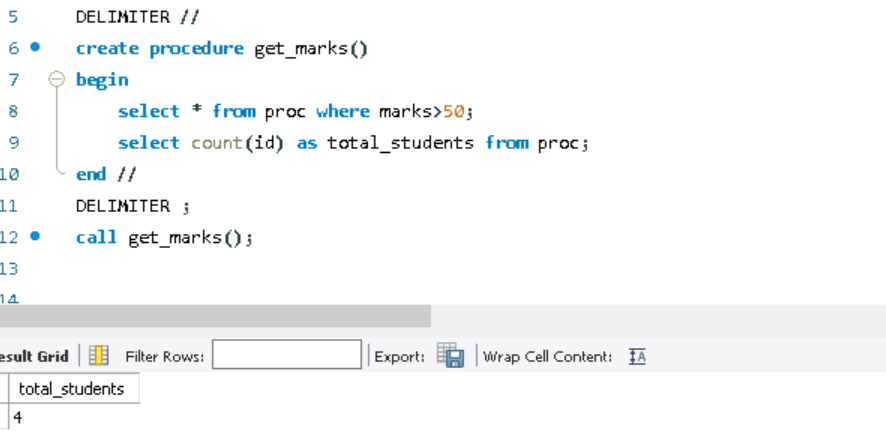 5 DELIMITER //
6 create procedure get_marks()
7 begin
8 select * from proc where marks>50;
9 select count(id) as total_students from proc;
10 end //
11 DELIMITER ;
12 call get_marks();
13
14
esult Grid Filter Rows: Export: Wrap Cell Content: IA
total_students
4